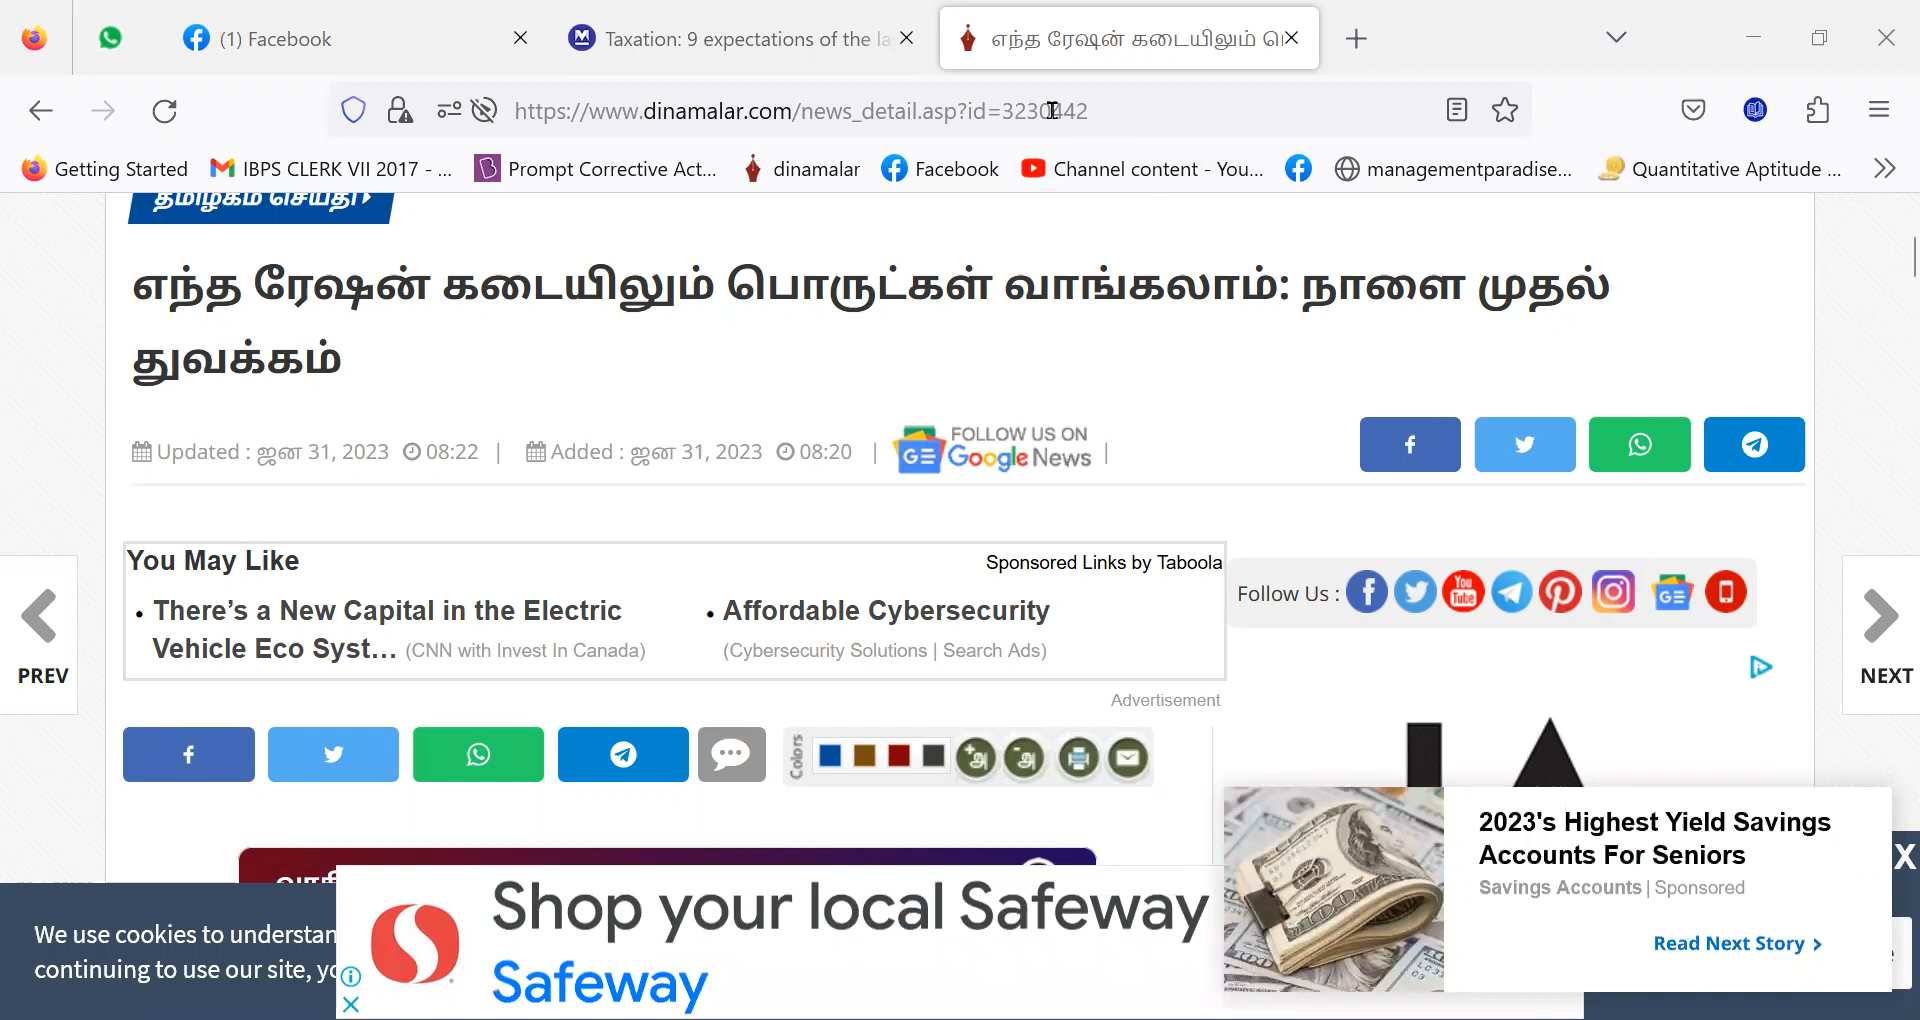 (1) Facebook
Taxation: 9 expectations of the la
எந்த ரேஷன் கடையிலும் பெ
https://www.dinamalar.com/news_detail.asp?id=3230442
Getting Started
IBPS CLERK VII 2017 - ...
Prompt Corrective Act...
dinamalar
Facebook
Channel content - You...
managementparadise...
Quantitative Aptitude ...
தமிழகம் செய்தி
எந்த ரேஷன் கடையிலும் பொருட்கள் வாங்கலாம்: நாளை முதல்
துவக்கம்
Updated : ஜன 31, 2023 08:22 | Added : ஜன 31, 2023 08:20 |
FOLLOW US ON
GE Google News |
You May Like
Sponsored Links by Taboola
• There’s a New Capital in the Electric
Vehicle Eco Syst... (CNN with Invest In Canada)
• Affordable Cybersecurity
(Cybersecurity Solutions | Search Ads)
Follow Us :
You
Tube
GE
PREV
NEXT
Advertisement
Colors
+அ
-அ
2023's Highest Yield Savings
Accounts For Seniors
Savings Accounts | Sponsored
Read Next Story >
X
We use cookies to understan
continuing to use our site, yo
Shop your local Safeway
Safeway